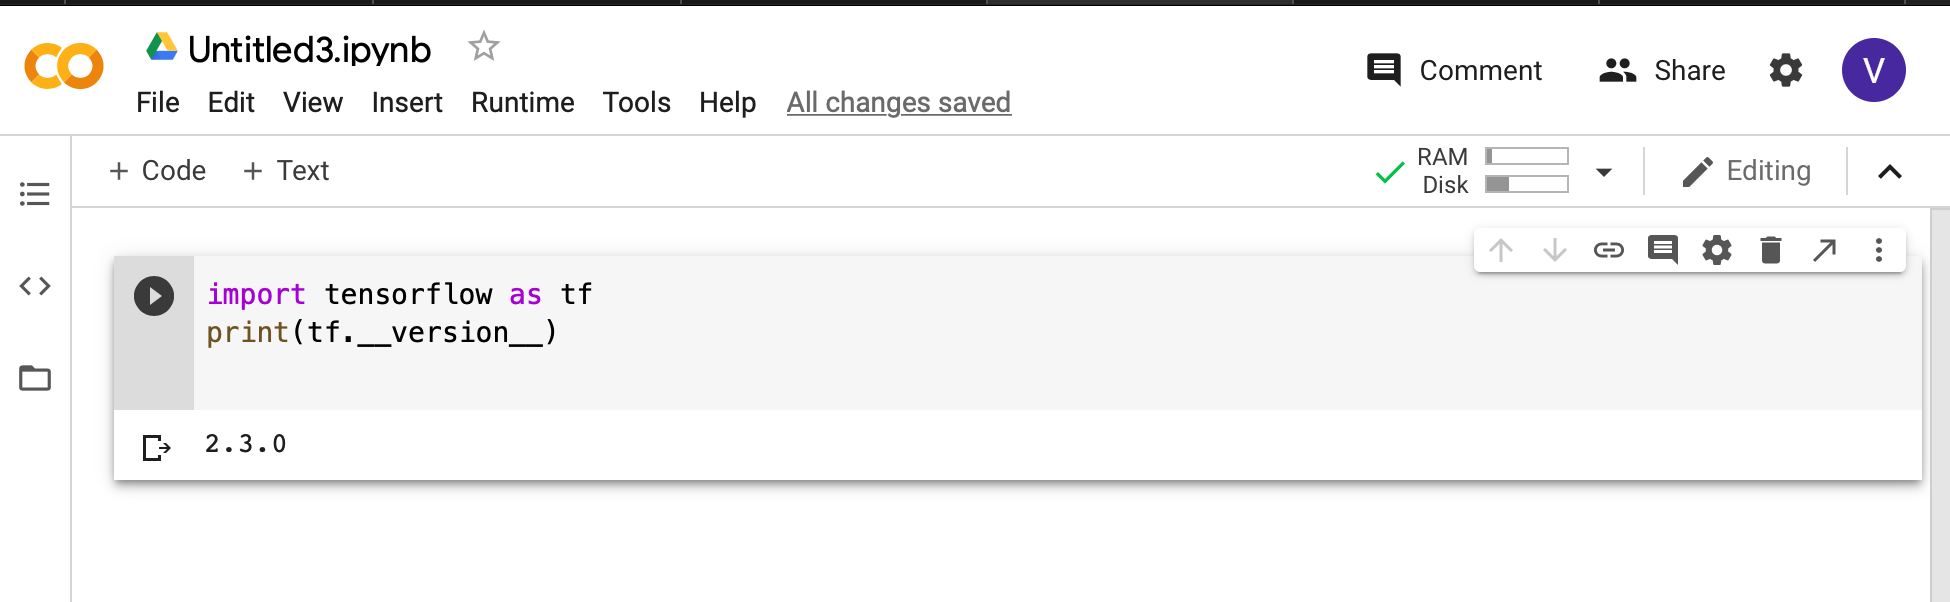 Untitled3.ipynb
File Edit View Insert Runtime Tools Help All changes saved
Comment Share V
+ Code + Text
RAM
Disk
Editing
import tensorflow as tf
print(tf.__version__)
2.3.0